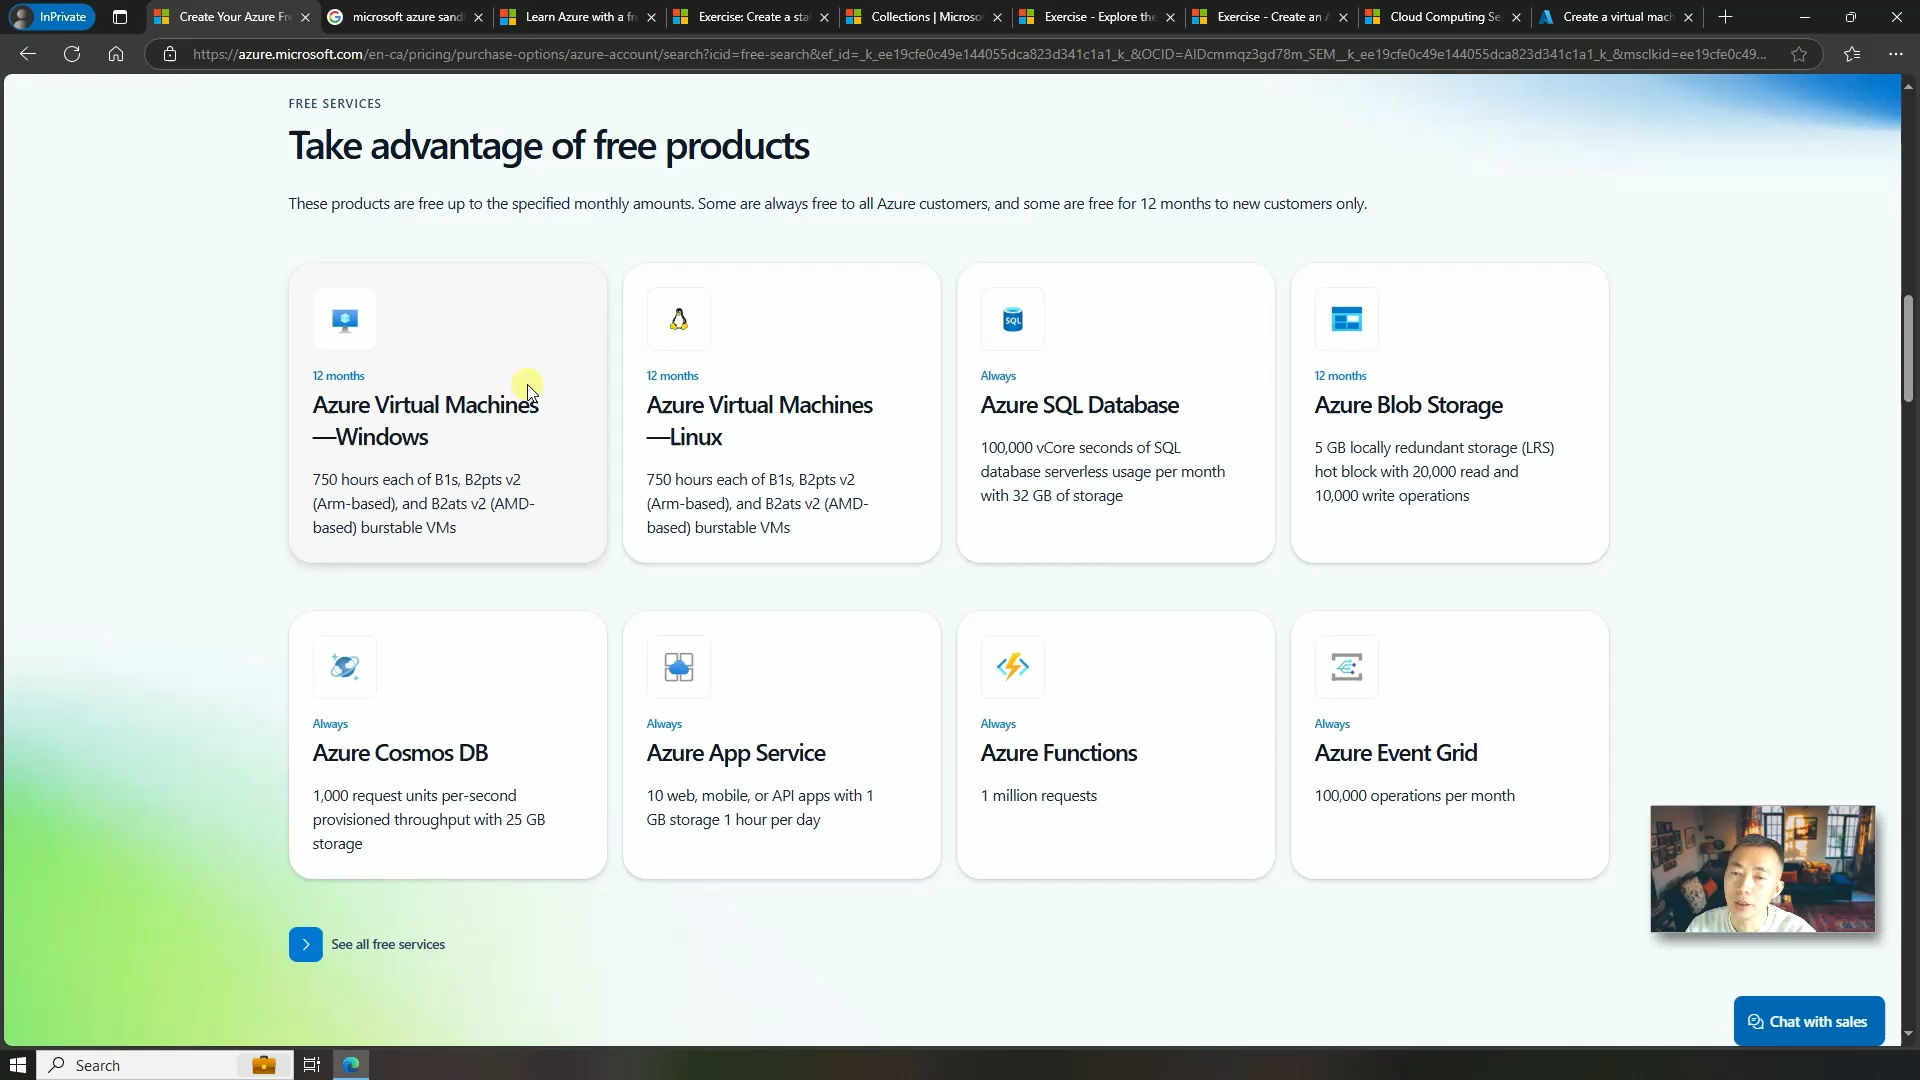 InPrivate
Create Your Azure Fr
microsoft azure sand
Learn Azure with a fr
Exercise: Create a sta
Collections | Microso
Exercise - Explore the
Exercise - Create an A
Cloud Computing Se
Create a virtual mach
https://azure.microsoft.com/en-ca/pricing/purchase-options/azure-account/search?icid=free-search&ef_id=_k_ee19cfe0c49e144055dca823d341c1a1_k_&OCID=AIDcmmqz3gd78m_SEM__k_ee19cfe0c49e144055dca823d341c1a1_k_&msclkid=ee19cfe0c49...
FREE SERVICES
Take advantage of free products
These products are free up to the specified monthly amounts. Some are always free to all Azure customers, and some are free for 12 months to new customers only.
12 months
Azure Virtual Machines
—Windows
750 hours each of B1s, B2pts v2
(Arm-based), and B2ats v2 (AMD-
based) burstable VMs
12 months
Azure Virtual Machines
—Linux
750 hours each of B1s, B2pts v2
(Arm-based), and B2ats v2 (AMD-
based) burstable VMs
SQL
Always
Azure SQL Database
100,000 vCore seconds of SQL
database serverless usage per month
with 32 GB of storage
12 months
Azure Blob Storage
5 GB locally redundant storage (LRS)
hot block with 20,000 read and
10,000 write operations
Always
Azure Cosmos DB
1,000 request units per-second
provisioned throughput with 25 GB
storage
Always
Azure App Service
10 web, mobile, or API apps with 1
GB storage 1 hour per day
Always
Azure Functions
1 million requests
Always
Azure Event Grid
100,000 operations per month
See all free services
Chat with sales
Search